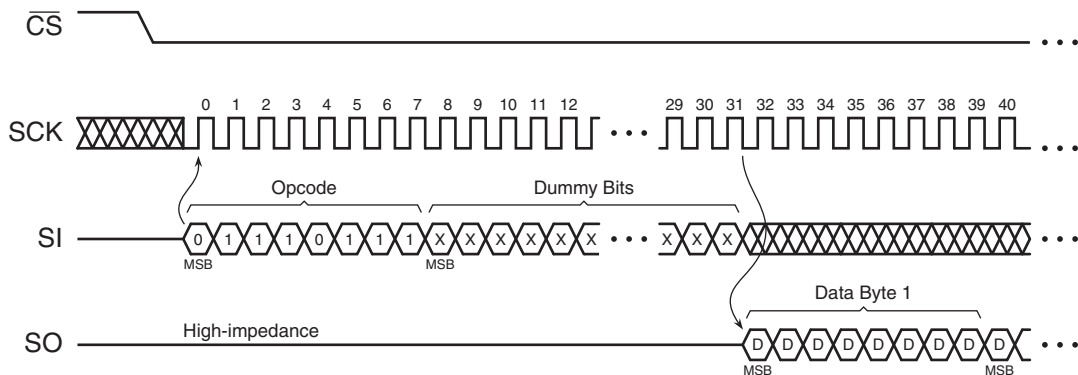 CS
0 1 2 3 4 5 6 7 8 9 10 11 12 29 30 31 32 33 34 35 36 37 38 39 40
SCK
Opcode Dummy Bits
SI 0 1 1 1 0 1 1 1 X X X X X X X X X
MSB MSB
Data Byte 1
High-impedance
SO D D D D D D D D D
MSB MSB